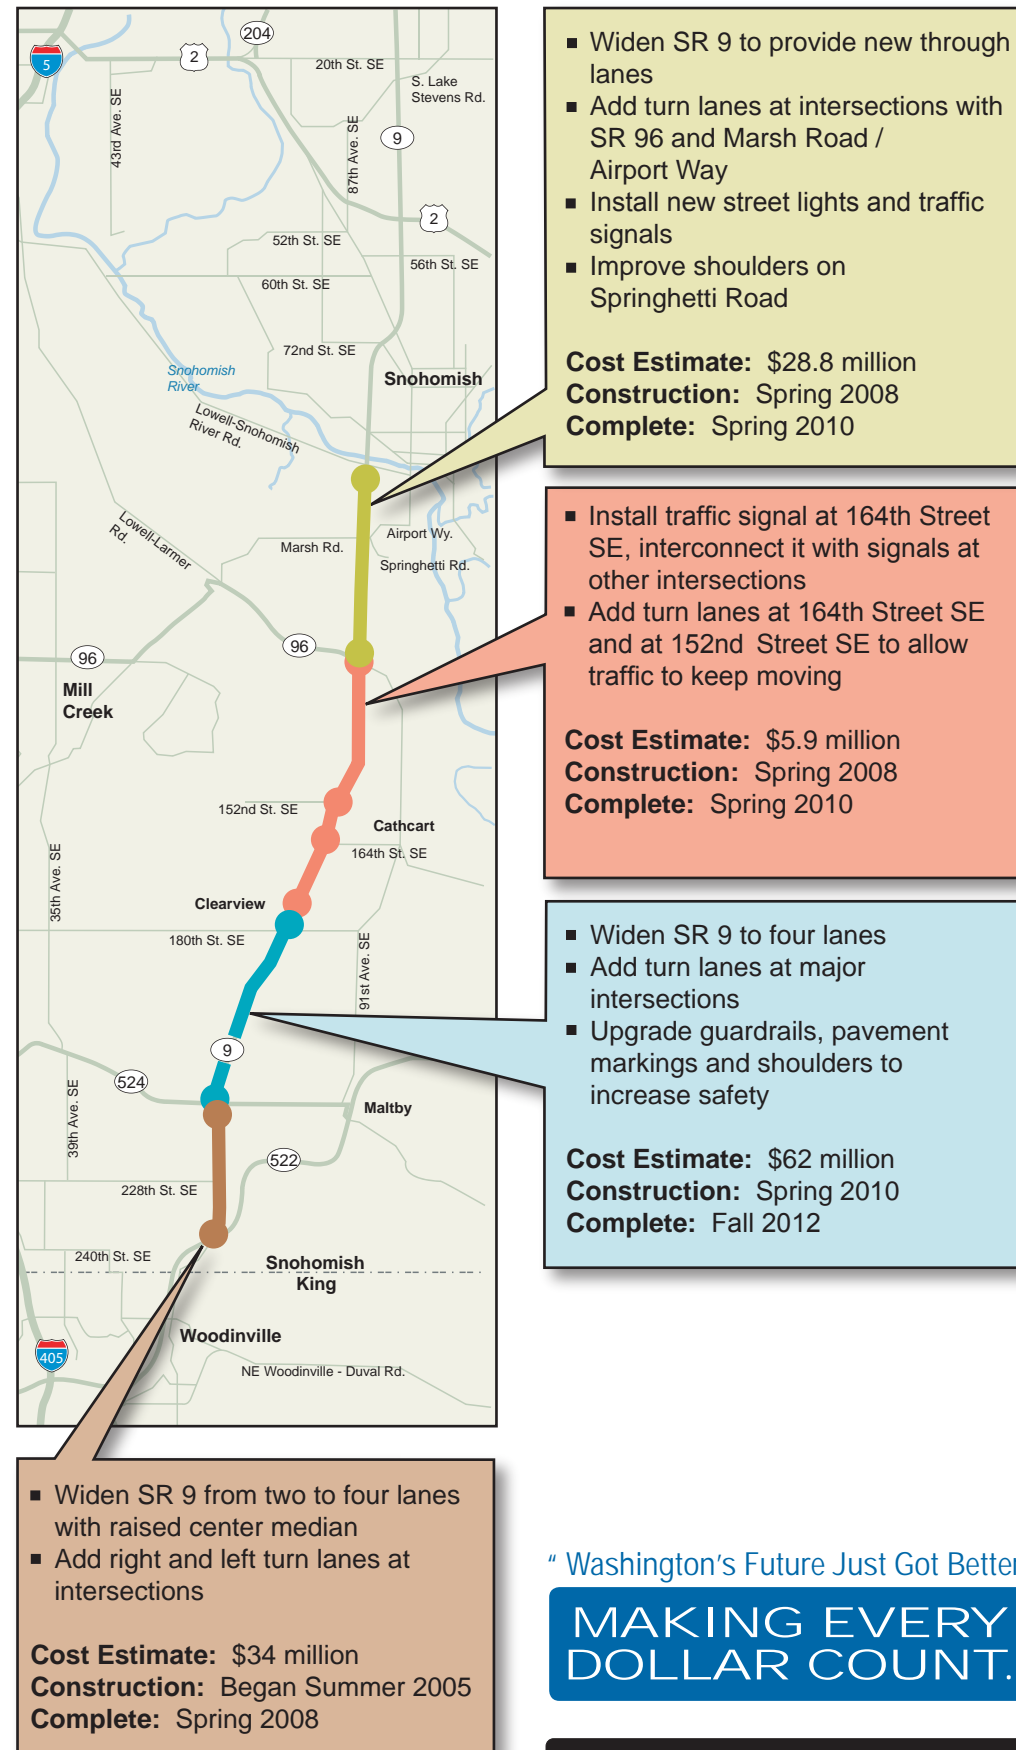 5
2
204
20th St. SE
S. Lake
Stevens Rd.
43rd Ave. SE
87th Ave. SE
9
2
52th St. SE
56th St. SE
60th St. SE
72nd St. SE
Snohomish
River
Snohomish
Lowell-Snohomish
River Rd.
Lowell-Larmer
Rd.
Marsh Rd.
Airport Wy.
Springhetti Rd.
96
96
Mill
Creek
152nd St. SE
Cathcart
164th St. SE
35th Ave. SE
Clearview
180th St. SE
91st Ave. SE
9
524
39th Ave. SE
Maltby
522
228th St. SE
240th St. SE
Snohomish
King
Woodinville
405
NE Woodinville - Duval Rd.
■ Widen SR 9 to provide new through
lanes
■ Add turn lanes at intersections with
SR 96 and Marsh Road /
Airport Way
■ Install new street lights and traffic
signals
■ Improve shoulders on
Springhetti Road
Cost Estimate: $28.8 million
Construction: Spring 2008
Complete: Spring 2010
■ Install traffic signal at 164th Street
SE, interconnect it with signals at
other intersections
■ Add turn lanes at 164th Street SE
and at 152nd Street SE to allow
traffic to keep moving
Cost Estimate: $5.9 million
Construction: Spring 2008
Complete: Spring 2010
■ Widen SR 9 to four lanes
■ Add turn lanes at major
intersections
■ Upgrade guardrails, pavement
markings and shoulders to
increase safety
Cost Estimate: $62 million
Construction: Spring 2010
Complete: Fall 2012
■ Widen SR 9 from two to four lanes
with raised center median
■ Add right and left turn lanes at
intersections
Cost Estimate: $34 million
Construction: Began Summer 2005
Complete: Spring 2008
“ Washington’s Future Just Got Better
MAKING EVERY
DOLLAR COUNT.